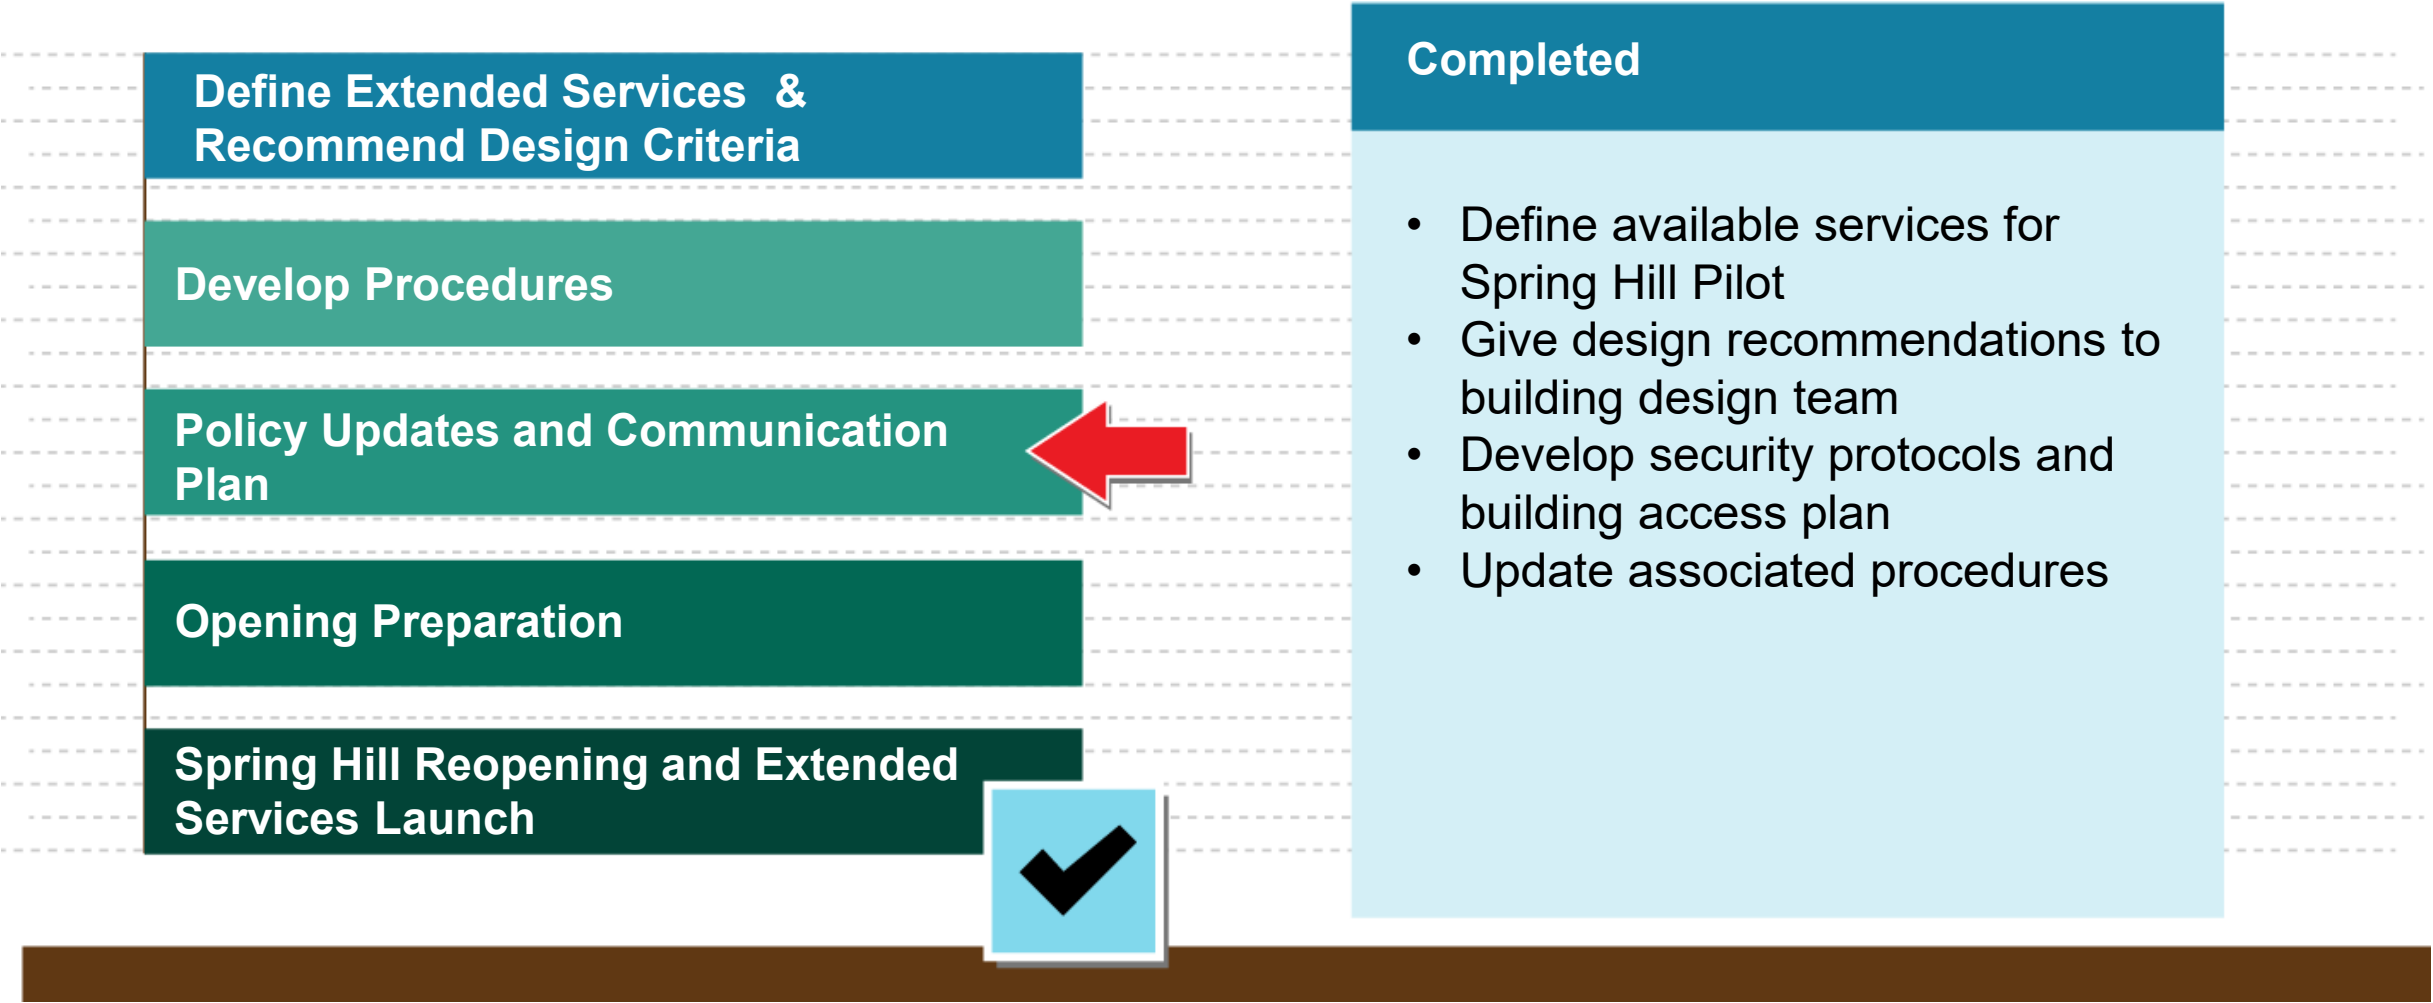 Define Extended Services  &
Recommend Design Criteria
Develop Procedures
Policy Updates and Communication
Plan
Opening Preparation
Spring Hill Reopening and Extended
Services Launch
Completed
• Define available services for
Spring Hill Pilot
• Give design recommendations to
building design team
• Develop security protocols and
building access plan
• Update associated procedures